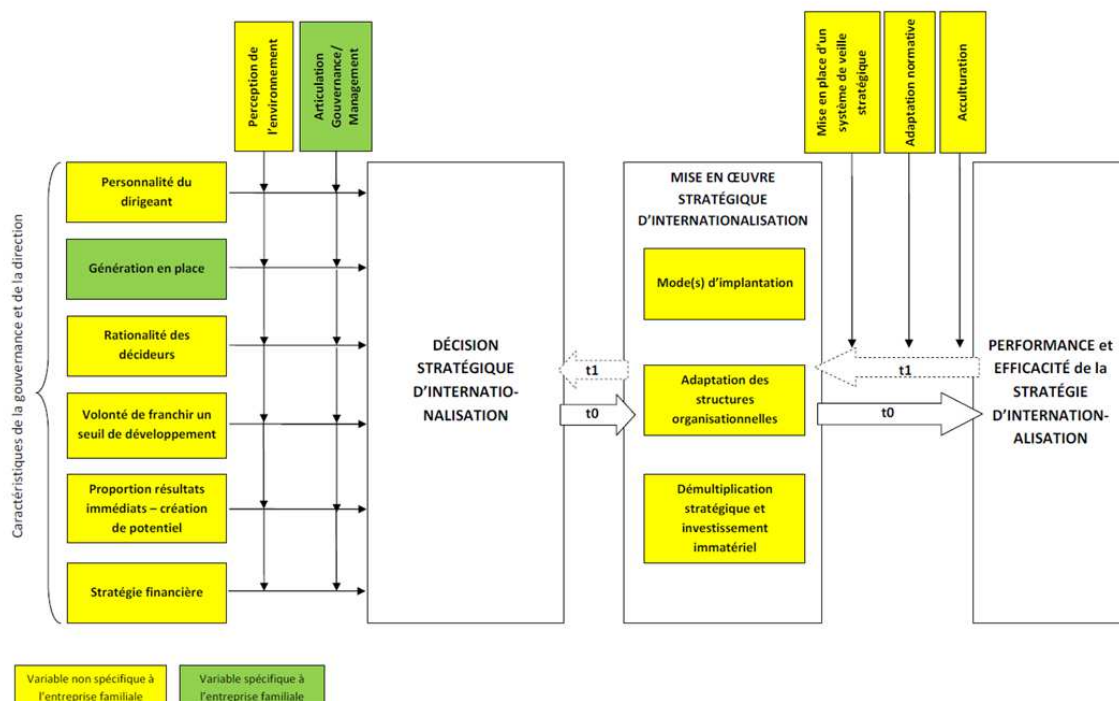 Perception de
l'environnement
Articulation
Gouvernance/
Management
Mise en place d'un
système de veille
stratégique
Adaptation normative
Acculturation
Caractéristiques de la gouvernance et de la direction
Personnalité du
dirigeant
Génération en place
Rationalité des
décideurs
Volonté de franchir un
seuil de développement
Proportion résultats
immédiats – création
de potentiel
Stratégie financière
DÉCISION
STRATÉGIQUE
D'INTERNATIO-
NALISATION
t1
t0
MISE EN ŒUVRE
STRATÉGIQUE
D'INTERNATIONALISATION
Mode(s) d'implantation
Adaptation des
structures
organisationnelles
Démultiplication
stratégique et
investissement
immatériel
t1
t0
PERFORMANCE et
EFFICACITÉ de la
STRATÉGIE
D'INTERNATION-
ALISATION
Variable non spécifique à
l'entreprise familiale
Variable spécifique à
l'entreprise familiale